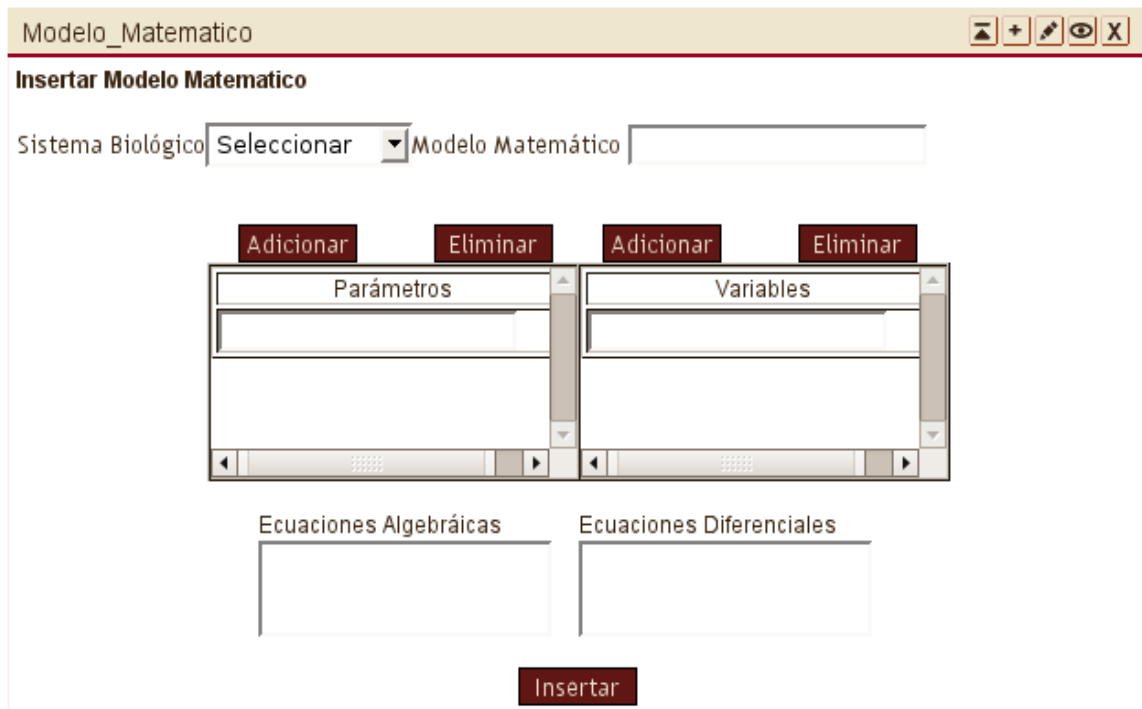 Modelo_Matematico
Insertar Modelo Matematico
Sistema Biológico Seleccionar Modelo Matemático
Adicionar Eliminar Adicionar Eliminar
Parámetros Variables
Ecuaciones Algebráicas Ecuaciones Diferenciales
Insertar